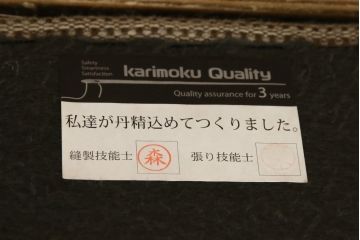 Safety
Smartness
Satisfaction
karimoku Quality
Quality assurance for 3 years
私達が丹精込めてつくりました。
縫製技能士 森 張り技能士